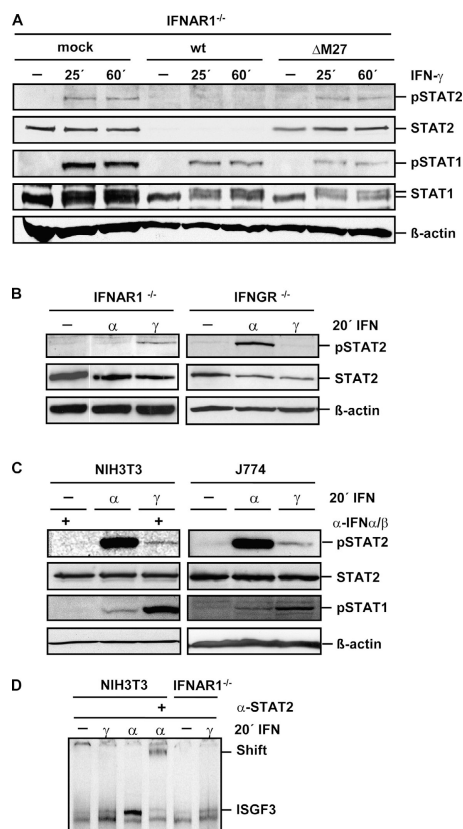 A
IFNAR1-/-
mock wt ΔM27
– 25´ 60´ – 25´ 60´ – 25´ 60´ IFN-γ
pSTAT2
STAT2
pSTAT1
STAT1
ß-actin
B
IFNAR1 -/- IFNGR -/-
– α γ – α γ 20´ IFN
pSTAT2
STAT2
ß-actin
C
NIH3T3 J774
– α γ – α γ 20´ IFN
+ + α-IFNα/β
pSTAT2
STAT2
pSTAT1
ß-actin
D
NIH3T3 IFNAR1-/-
+ α-STAT2
– γ α α – γ 20´ IFN
Shift
ISGF3